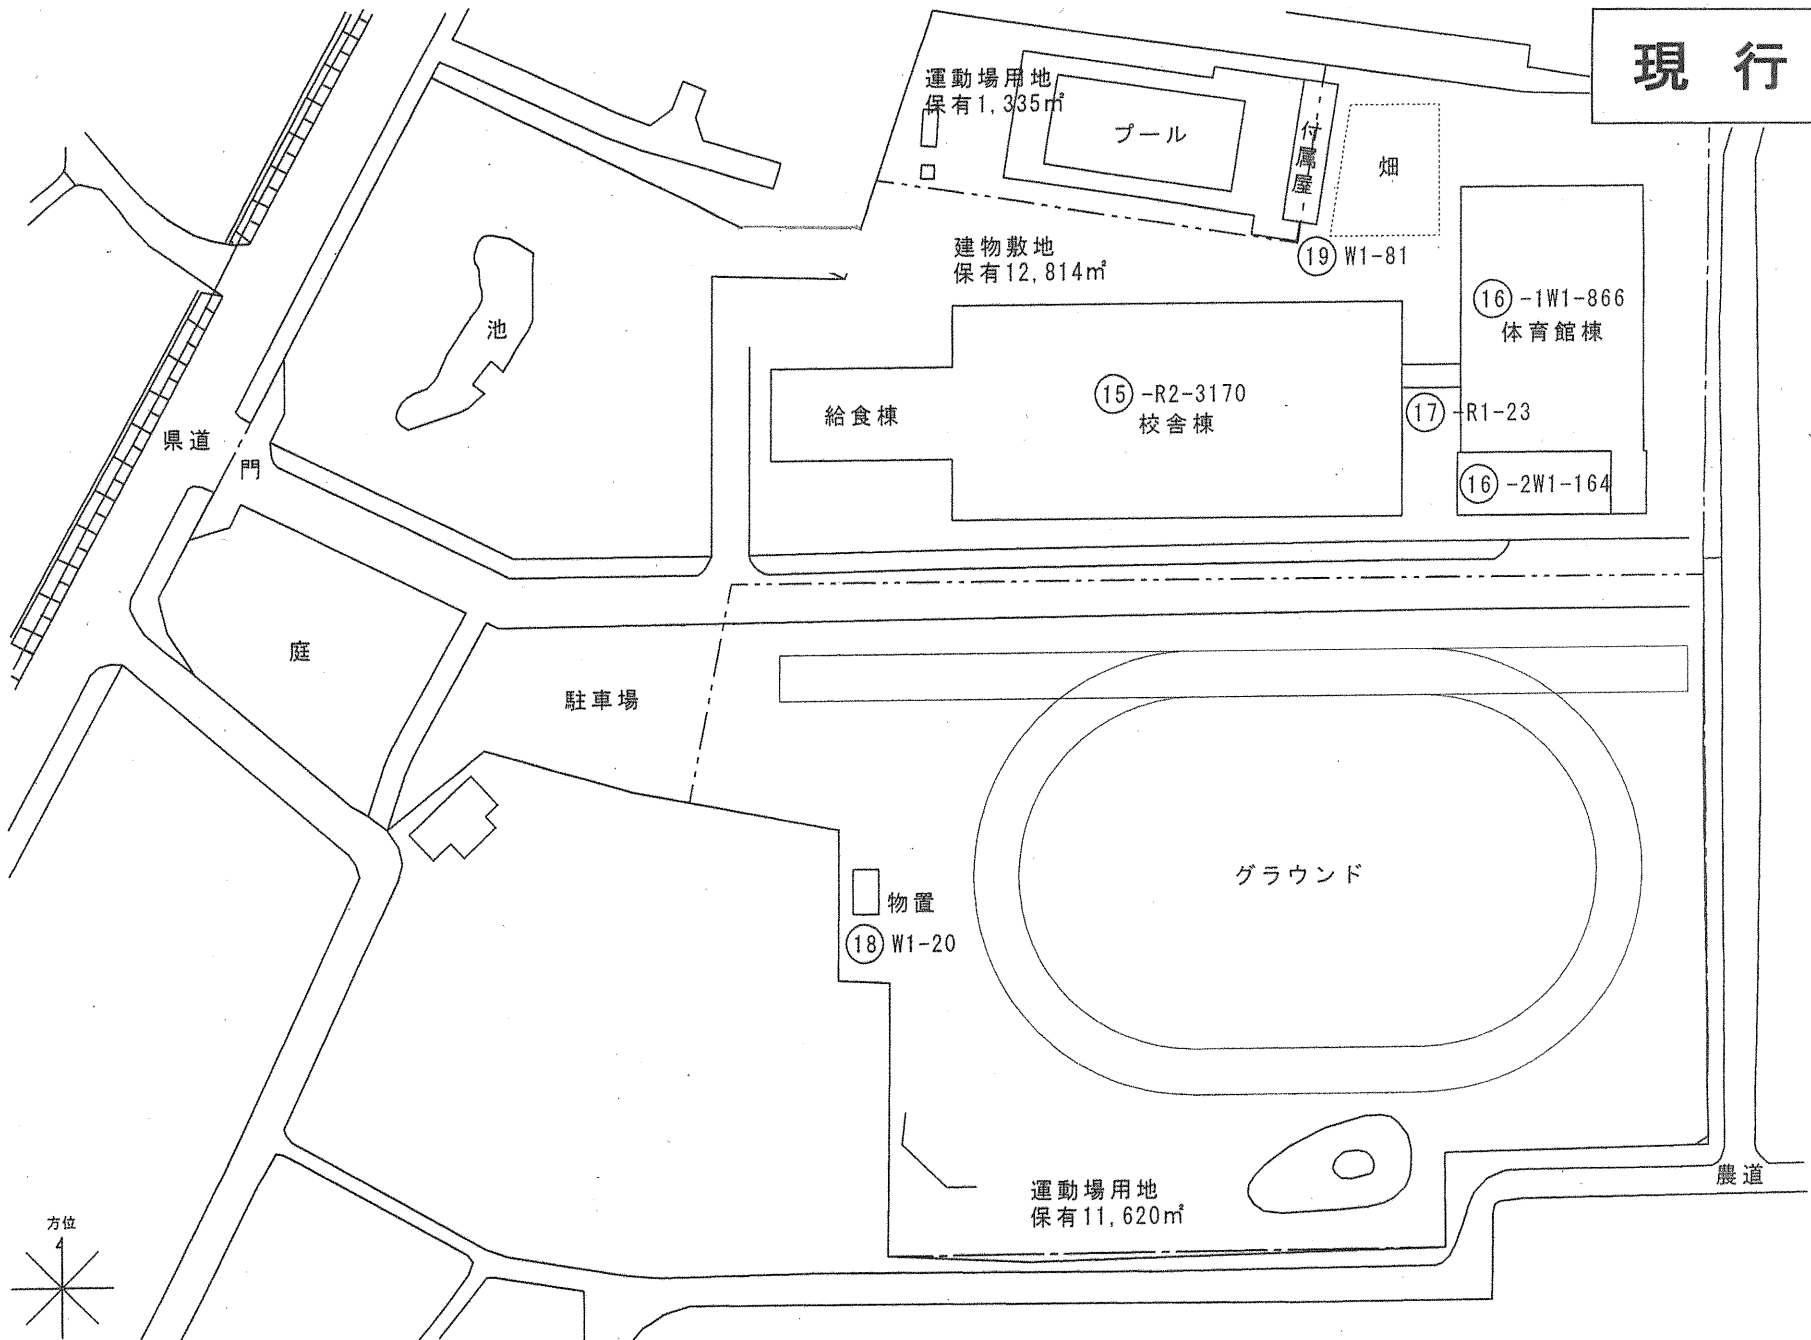 現行
運動場用地
保有1,335㎡
プール
付属屋
畑
建物敷地
保有12,814㎡
⑲ W1-81
⑯ -1W1-866
体育館棟
池
⑮ -R2-3170
校舎棟
給食棟
⑰ -R1-23
県道
門
⑯ -2W1-164
庭
駐車場
グラウンド
物置
⑱ W1-20
運動場用地
保有11,620㎡
農道
方位